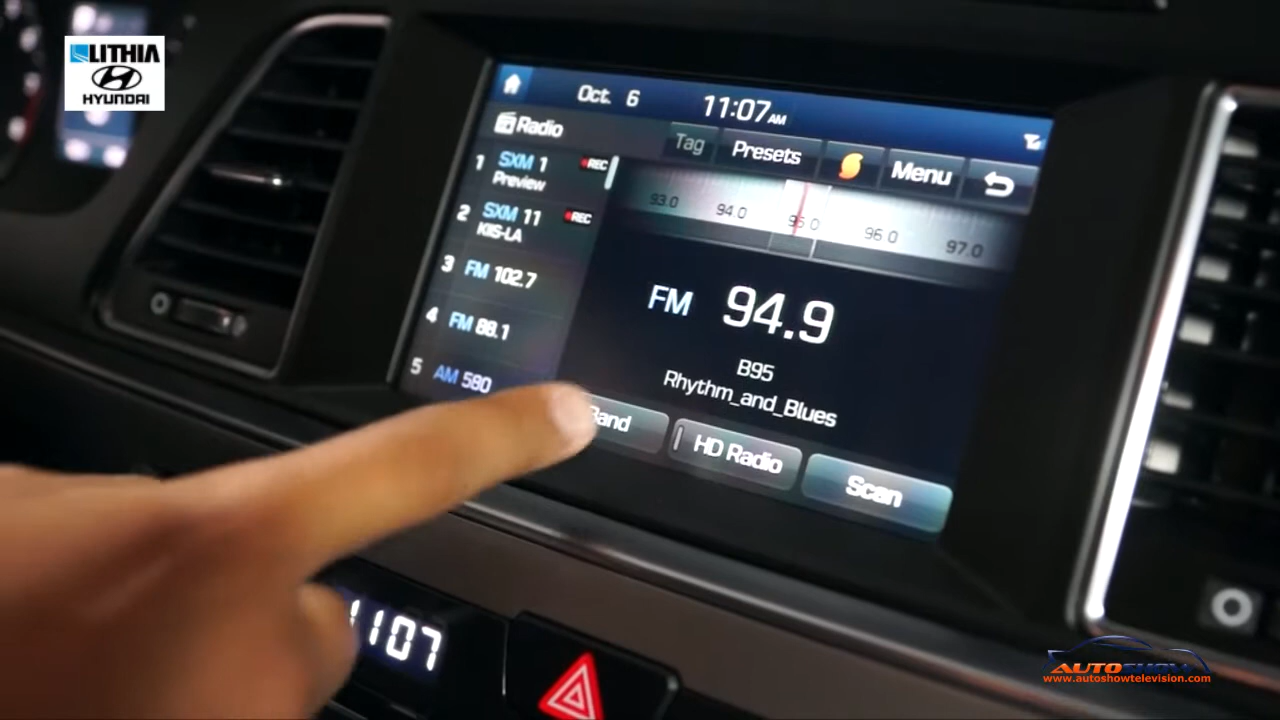 LITHIA
HYUNDAI
Oct. 6
11:07 AM
Radio
Tag
Presets
Menu
1 SXM 1 REC
Preview
2 SXM 11 REC
KIIS-LA
3 FM 102.7
4 FM 88.1
5 AM 580
93.0 94.0 95.0 96.0 97.0
FM 94.9
B95
Rhythm_and_Blues
Band
HD Radio
Scan
1107
AUTOSHOW
www.autoshowtelevision.com